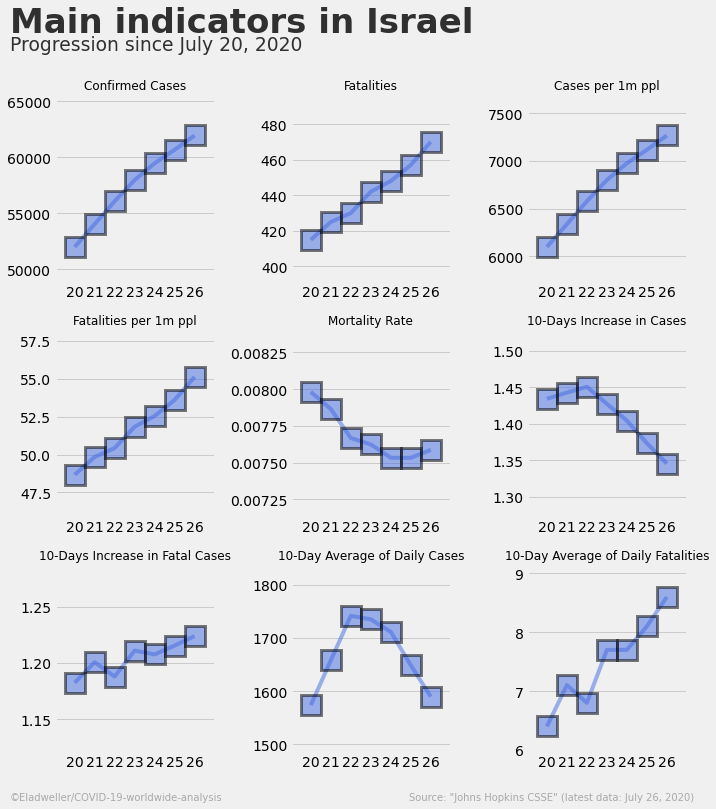 Main indicators in Israel
Progression since July 20, 2020
Confirmed Cases
65000
60000
55000
50000
20 21 22 23 24 25 26
Fatalities
480
460
440
420
400
20 21 22 23 24 25 26
Cases per 1m ppl
7500
7000
6500
6000
20 21 22 23 24 25 26
Fatalities per 1m ppl
57.5
55.0
52.5
50.0
47.5
20 21 22 23 24 25 26
Mortality Rate
0.00825
0.00800
0.00775
0.00750
0.00725
20 21 22 23 24 25 26
10-Days Increase in Cases
1.50
1.45
1.40
1.35
1.30
20 21 22 23 24 25 26
10-Days Increase in Fatal Cases
1.25
1.20
1.15
20 21 22 23 24 25 26
10-Day Average of Daily Cases
1800
1700
1600
1500
20 21 22 23 24 25 26
10-Day Average of Daily Fatalities
9
8
7
6
20 21 22 23 24 25 26
©Eladweller/COVID-19-worldwide-analysis
Source: "Johns Hopkins CSSE" (latest data: July 26, 2020)